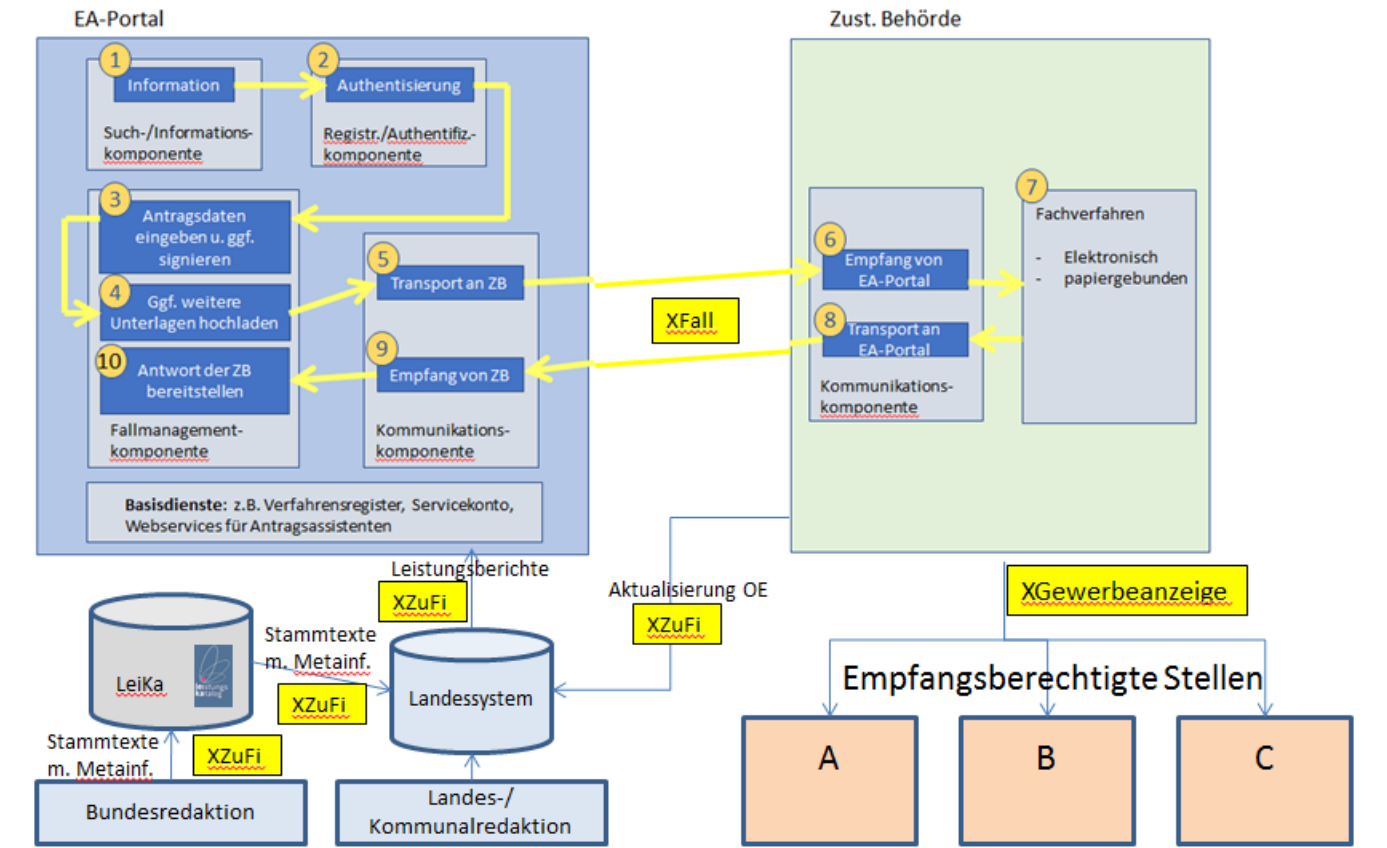 EA-Portal
Zust. Behörde
1
Information
Such-/Informations-
komponente
2
Authentisierung
Registr./Authentifiz.-
komponente
3
Antragsdaten
eingeben u. ggf.
signieren
4
Ggf. weitere
Unterlagen hochladen
10
Antwort der ZB
bereitstellen
Fallmanagement-
komponente
5
Transport an ZB
9
Empfang von ZB
Kommunikations-
komponente
XFall
6
Empfang von
EA-Portal
8
Transport an
EA-Portal
Kommunikations-
komponente
7
Fachverfahren
- Elektronisch
- papiergebunden
Basisdienste: z.B. Verfahrensregister, Servicekonto,
Webservices für Antragsassistenten
Leistungsberichte
XZuFi
Aktualisierung OE
XZuFi
XGewerbeanzeige
LeiKa
leistungs
katalog
Stammtexte
m. Metainf.
XZuFi
Landessystem
Empfangsberechtigte Stellen
Stammtexte
m. Metainf.
XZuFi
A
B
C
Bundesredaktion
Landes-/
Kommunalredaktion